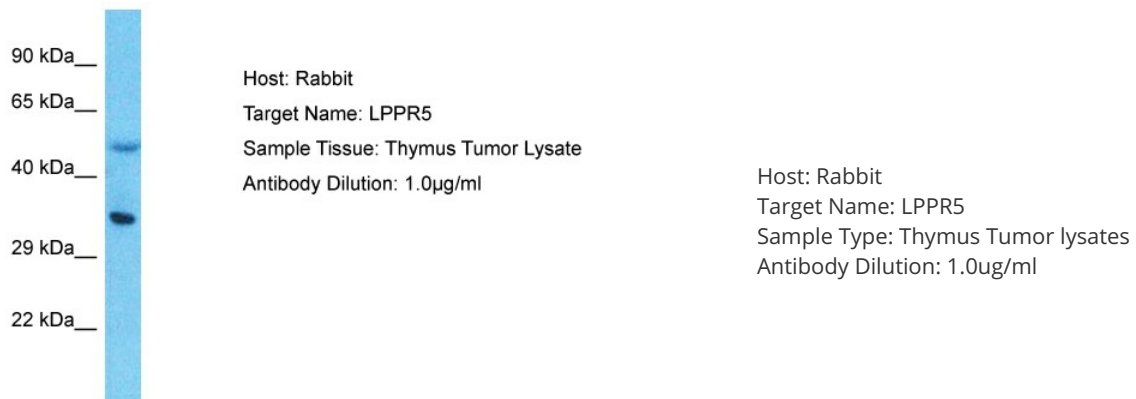 90 kDa__
65 kDa__
40 kDa__
29 kDa__
22 kDa__
Host: Rabbit
Target Name: LPPR5
Sample Tissue: Thymus Tumor Lysate
Antibody Dilution: 1.0µg/ml
Host: Rabbit
Target Name: LPPR5
Sample Type: Thymus Tumor lysates
Antibody Dilution: 1.0ug/ml